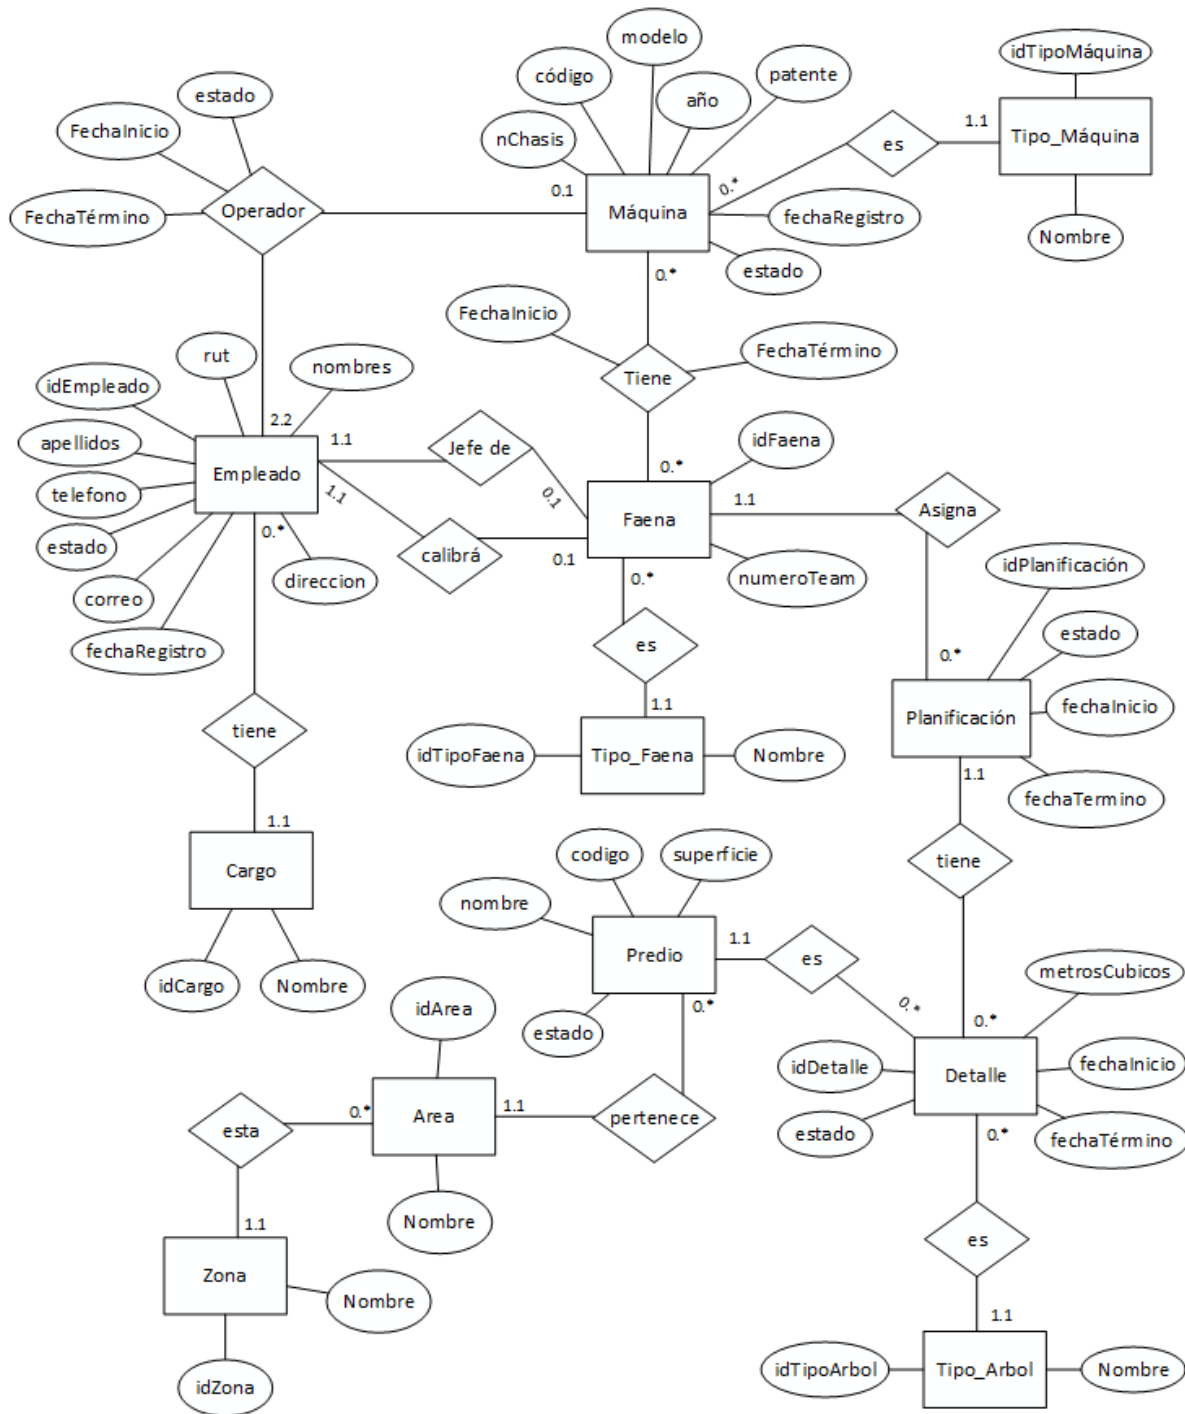 modelo
idTipoMáquina
código
patente
estado
año
FechaInicio
nChasis
1.1
Tipo_Máquina
es
0.1
0.*
FechaTérmino
Operador
Máquina
fechaRegistro
Nombre
estado
0.*
FechaInicio
FechaTérmino
rut
nombres
Tiene
idEmpleado
2.2
1.1
apellidos
Jefe de
idFaena
Empleado
0.*
1.1
telefono
1.1
0.1
Faena
Asigna
0.*
estado
calibrá
0.1
direccion
0.*
numeroTeam
idPlanificación
correo
estado
fechaRegistro
es
0.*
1.1
fechaInicio
Planificación
tiene
idTipoFaena
Tipo_Faena
Nombre
1.1
fechaTermino
1.1
codigo
superficie
tiene
Cargo
nombre
1.1
Predio
es
metrosCubicos
idCargo
Nombre
idArea
0.*
0.*
0.*
estado
idDetalle
Detalle
fechaInicio
1.1
0.*
Area
pertenece
esta
estado
0.*
fechaTérmino
Nombre
1.1
es
Zona
Nombre
1.1
idTipoArbol
Tipo_Arbol
Nombre
idZona